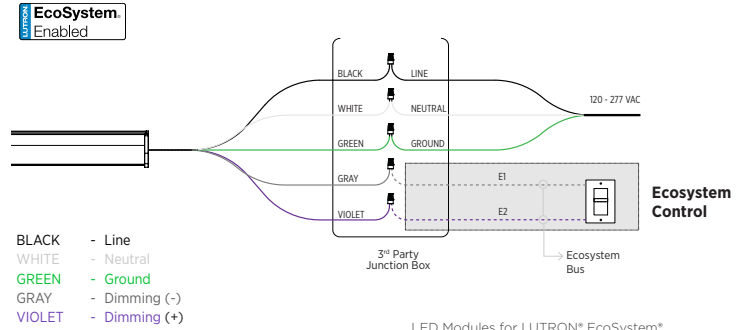 LUTRON
EcoSystem®
Enabled
BLACK LINE
120 - 277 VAC
WHITE NEUTRAL
GREEN GROUND
GRAY E1
VIOLET E2
Ecosystem
Control
3rd Party
Junction Box
Ecosystem
Bus
BLACK - Line
WHITE - Neutral
GREEN - Ground
GRAY - Dimming (-)
VIOLET - Dimming (+)
LED Modules for LUTRON® EcoSystem®